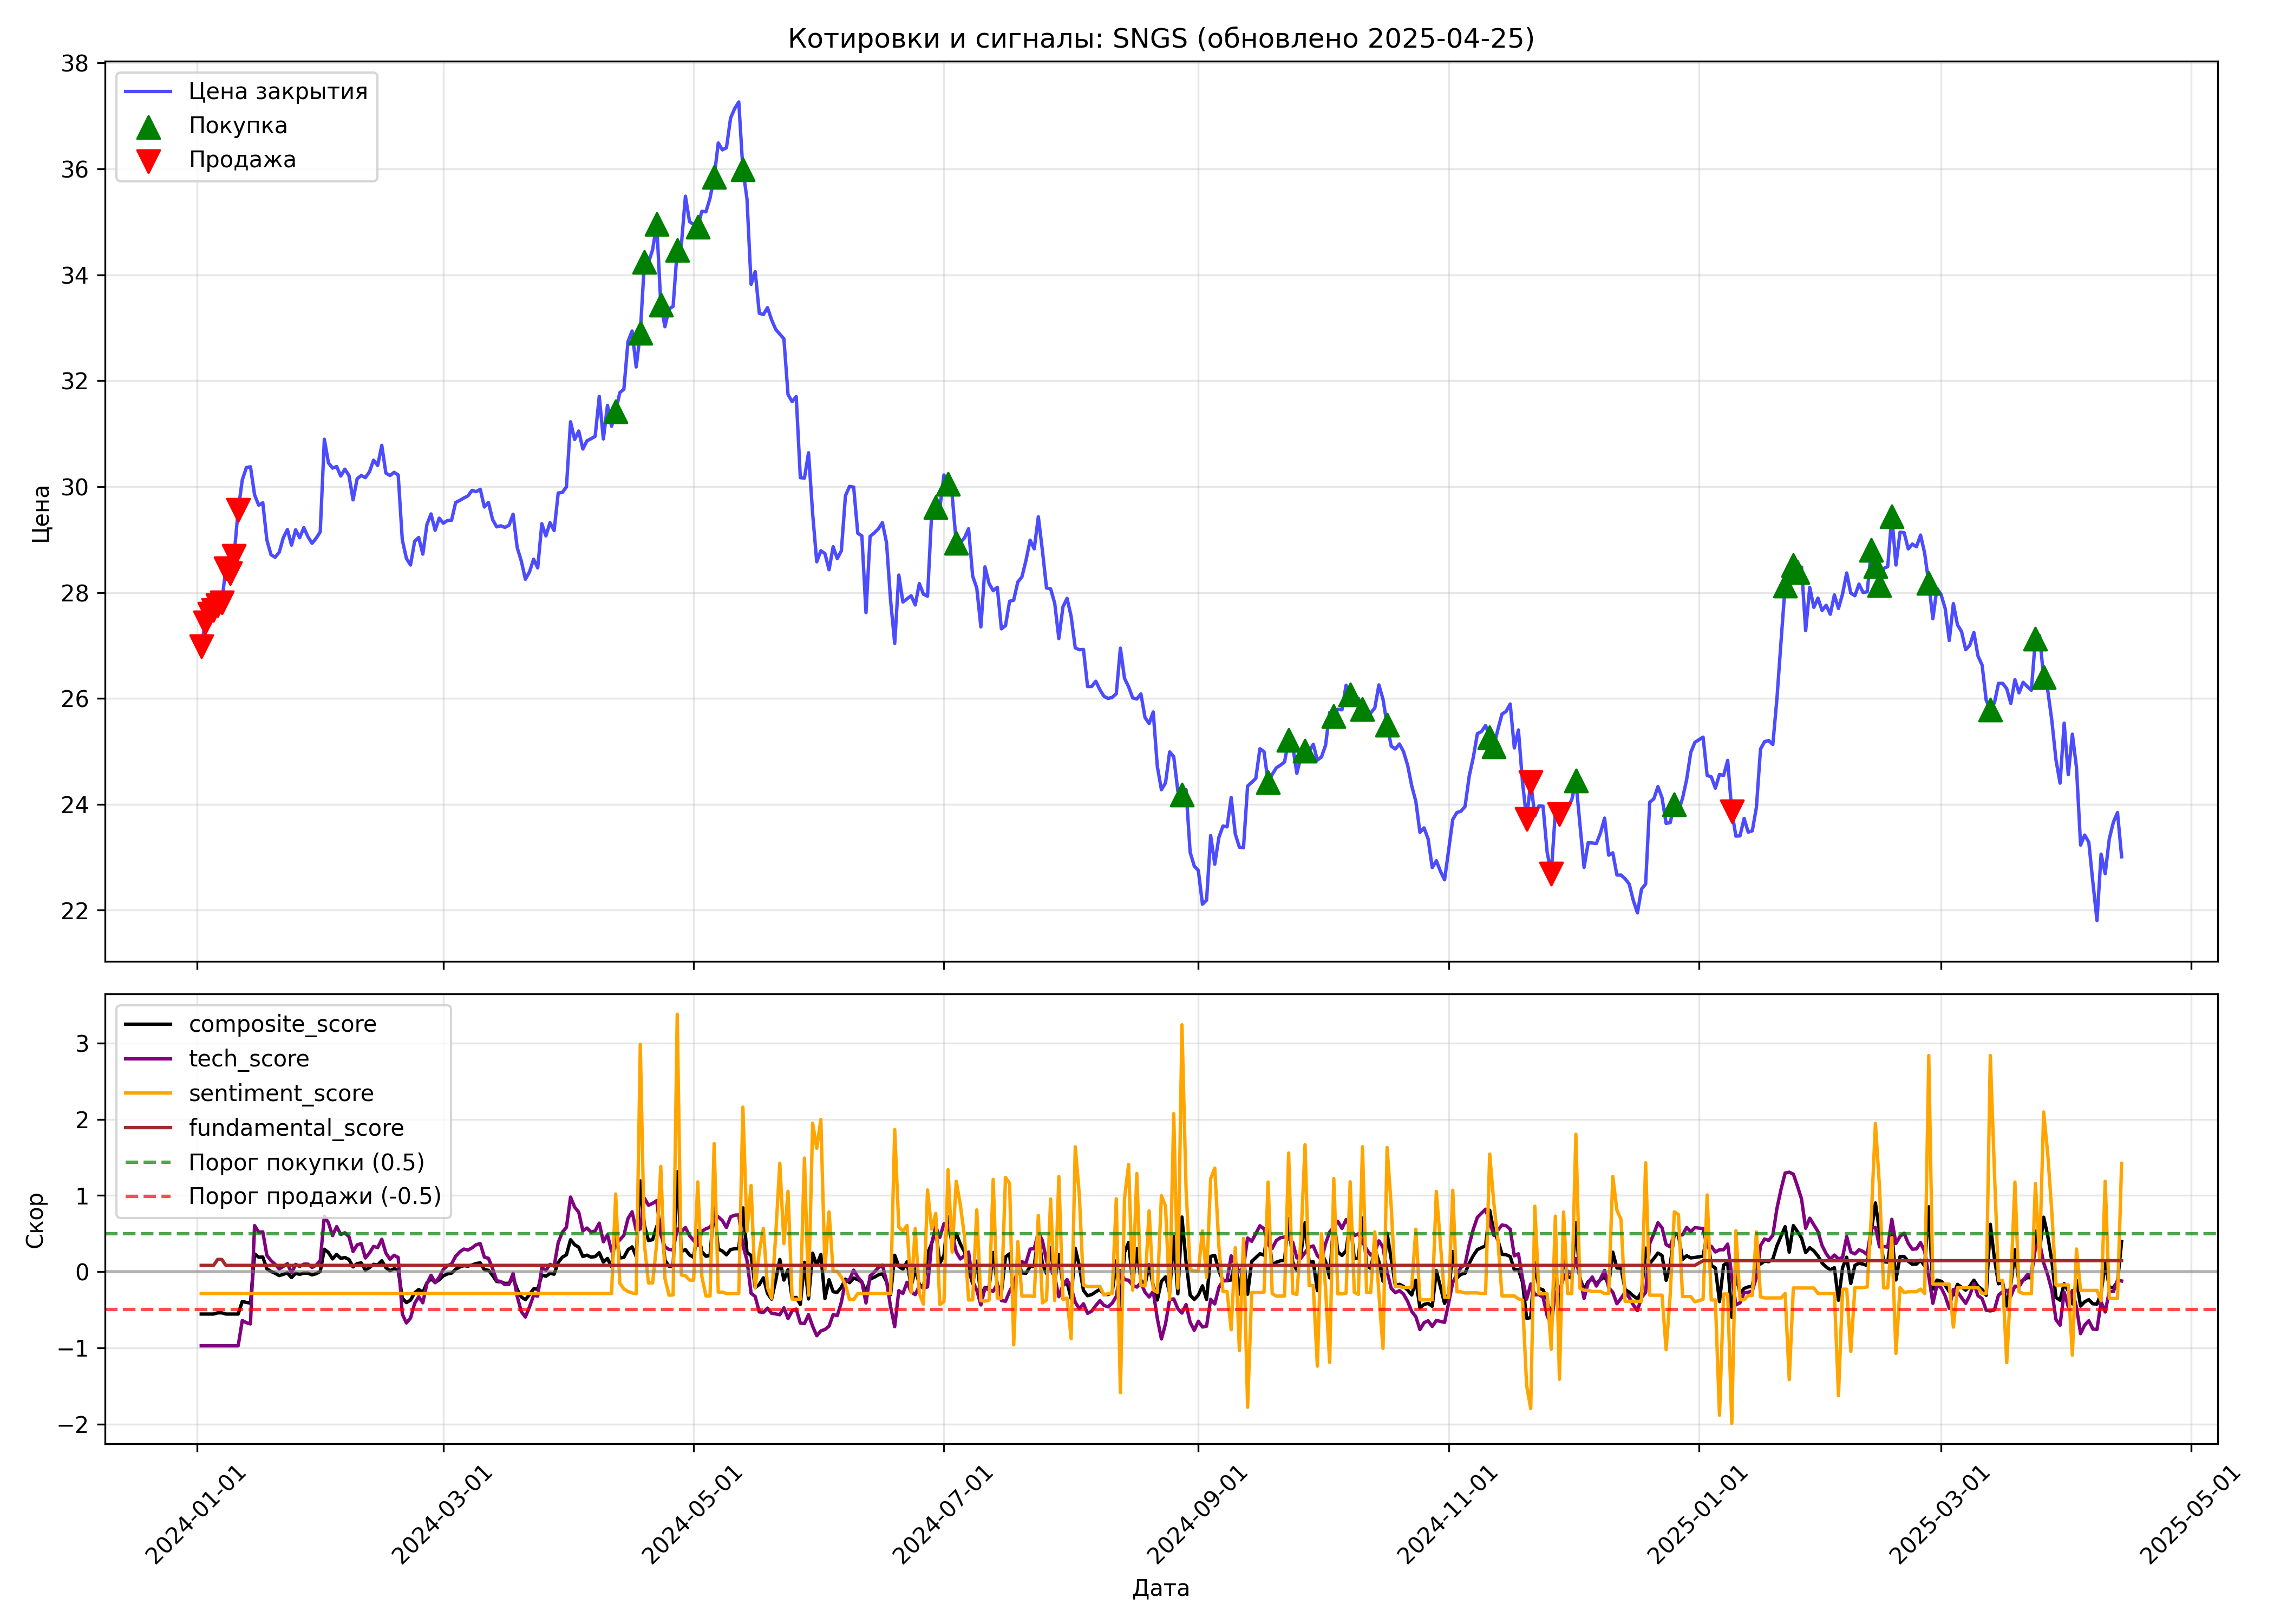 Котировки и сигналы: SNGS (обновлено 2025-04-25)
38
36
34
32
30
28
26
24
22
Цена
Цена закрытия
Покупка
Продажа
3
2
1
0
−1
−2
Скор
composite_score
tech_score
sentiment_score
fundamental_score
Порог покупки (0.5)
Порог продажи (-0.5)
2024-01-01
2024-03-01
2024-05-01
2024-07-01
2024-09-01
2024-11-01
2025-01-01
2025-03-01
2025-05-01
Дата